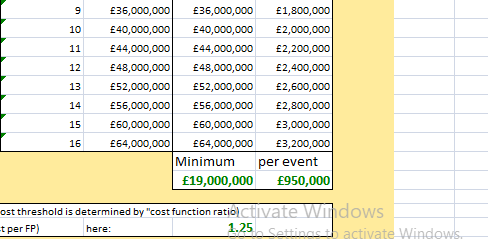 9 £36,000,000 £36,000,000 £1,800,000
10 £40,000,000 £40,000,000 £2,000,000
11 £44,000,000 £44,000,000 £2,200,000
12 £48,000,000 £48,000,000 £2,400,000
13 £52,000,000 £52,000,000 £2,600,000
14 £56,000,000 £56,000,000 £2,800,000
15 £60,000,000 £60,000,000 £3,000,000
16 £64,000,000 £64,000,000 £3,200,000
Minimum per event
£19,000,000 £950,000
ost threshold is determined by "cost function ratio)
Activate Windows
st per FP) here: 1.25
Go to Settings to activate Windows.